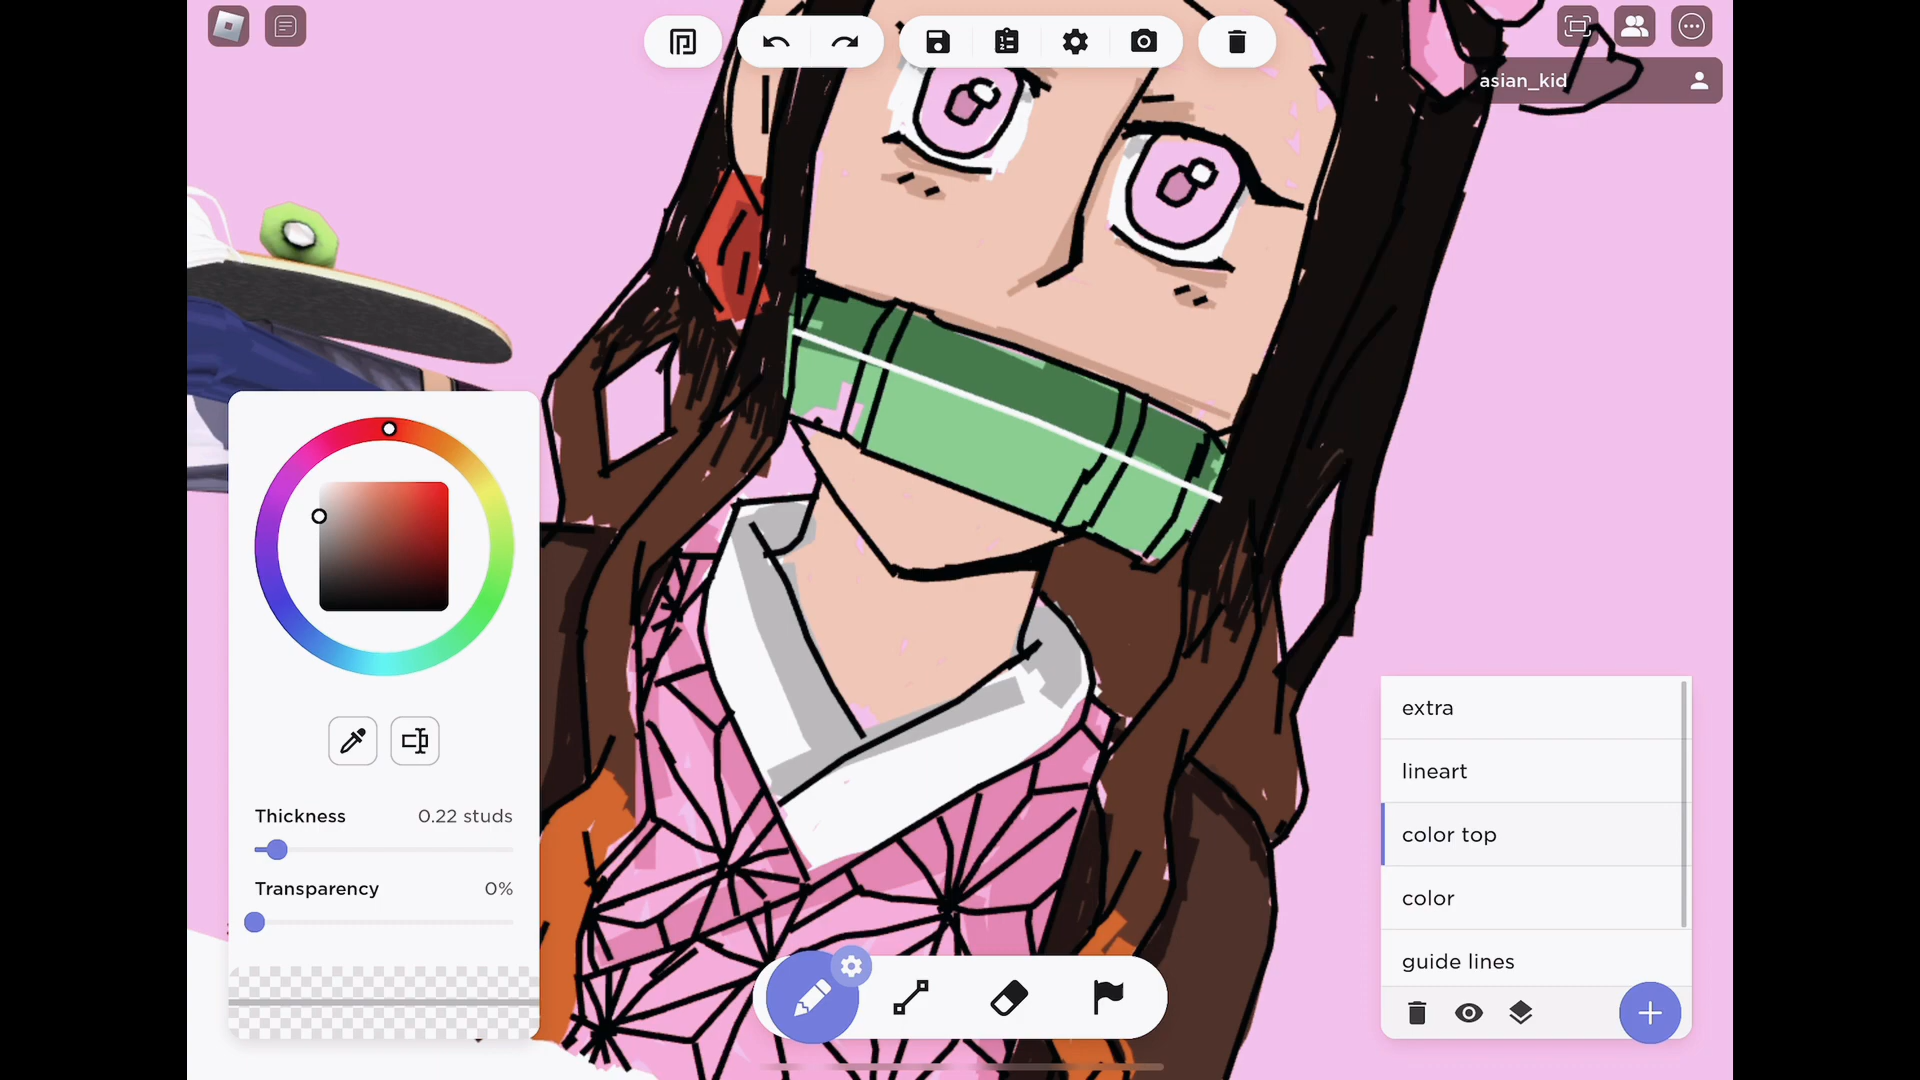 asian_kid
Thickness 0.22 studs
Transparency 0%
extra
lineart
color top
color
guide lines